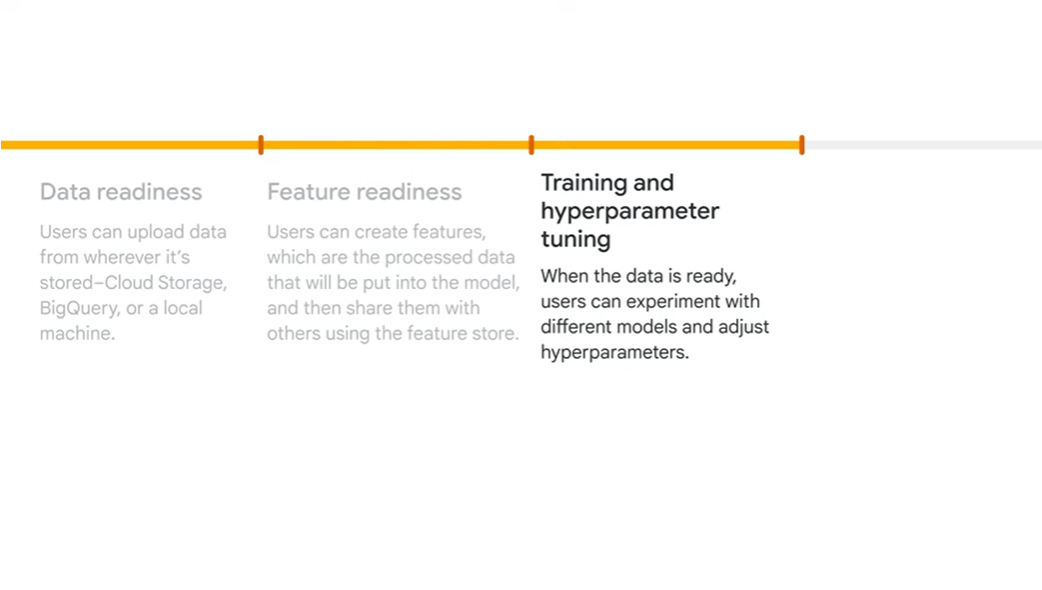 Data readiness
Users can upload data
from wherever it's
stored–Cloud Storage,
BigQuery, or a local
machine.
Feature readiness
Users can create features,
which are the processed data
that will be put into the model,
and then share them with
others using the feature store.
Training and
hyperparameter
tuning
When the data is ready,
users can experiment with
different models and adjust
hyperparameters.